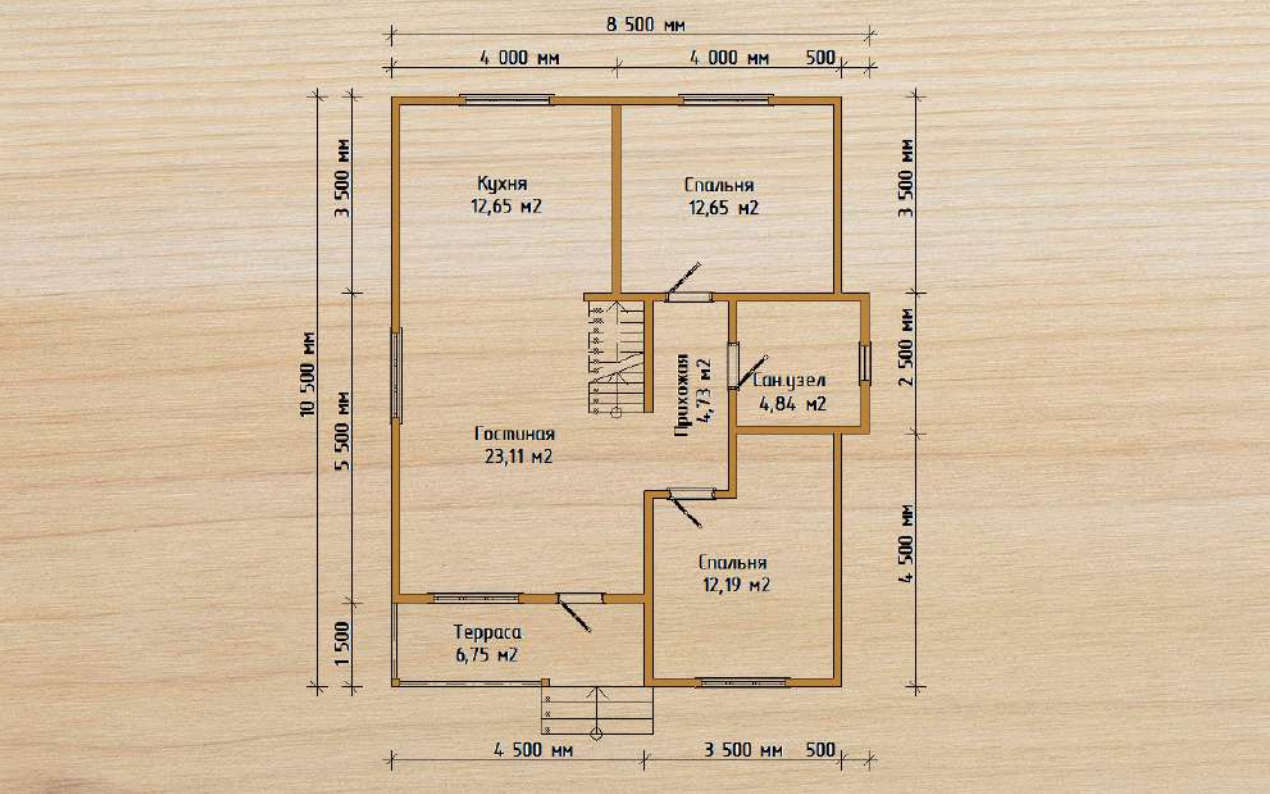 8 500 мм
4 000 мм
4 000 мм
500
Кухня
12,65 м2
Спальня
12,65 м2
3 500 мм
3 500 мм
10 500 мм
5 500 мм
2 500 мм
Прихожая
4,73 м2
Сан.узел
4,84 м2
Гостиная
23,11 м2
4 500 мм
Спальня
12,19 м2
1 500
Терраса
6,75 м2
4 500 мм
3 500 мм
500